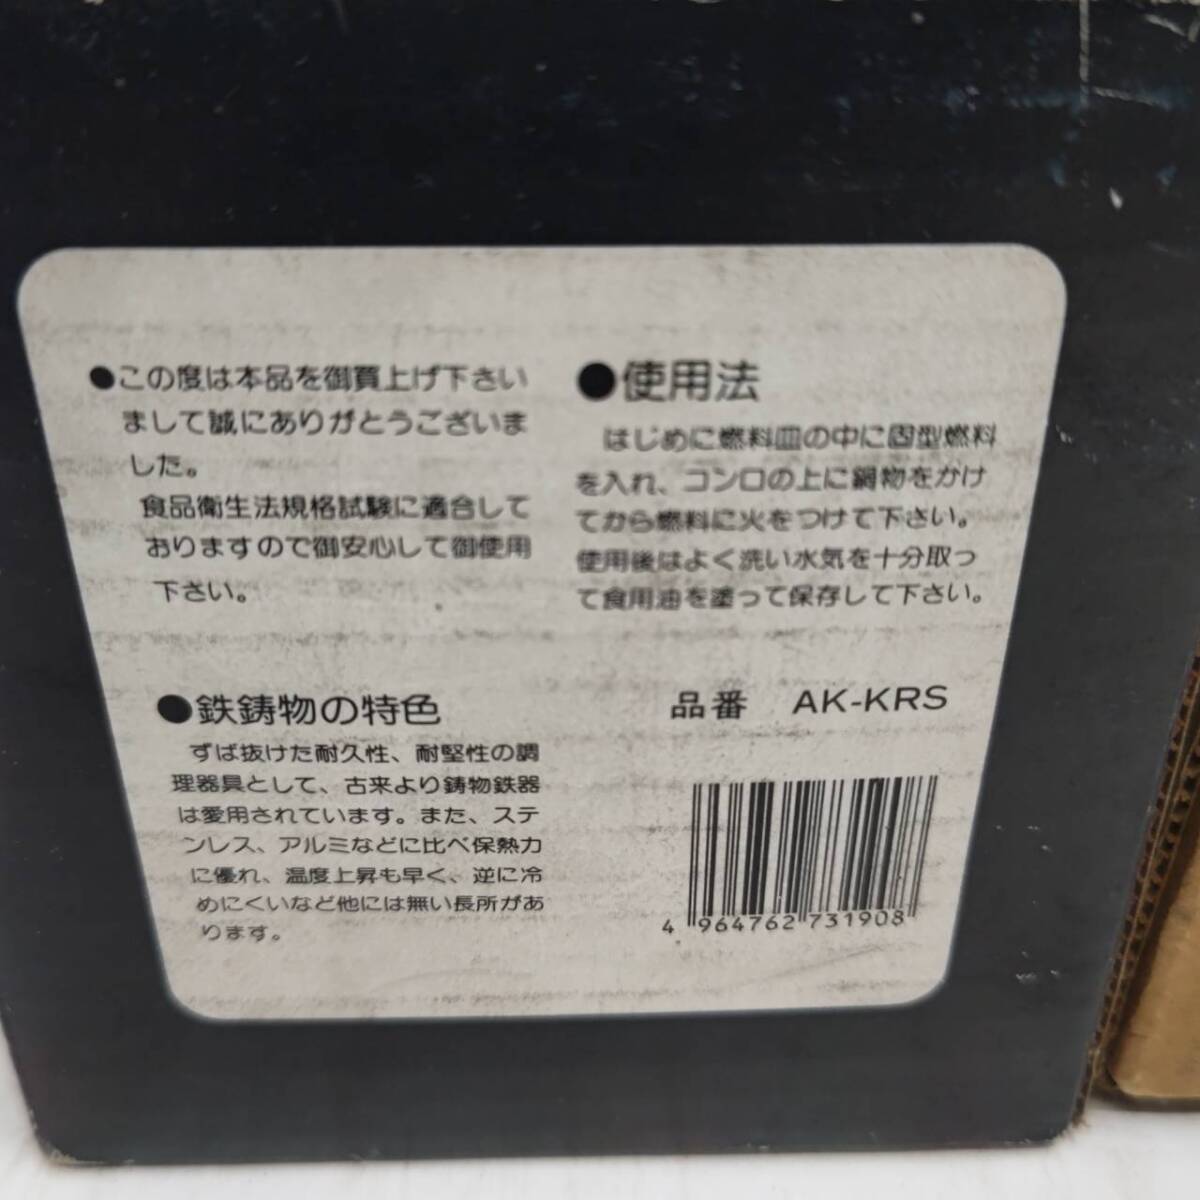 ●この度は本品を御買上げ下さい
まして誠にありがとうございま
した。
食品衛生法規格試験に適合して
おりますので御安心して御使用
下さい。
●鉄鋳物の特色
ずば抜けた耐久性、耐堅性の調
理器具として、古来より鋳物鉄器
は愛用されています。また、ステ
ンレス、アルミなどに比べ保熱力
に優れ、温度上昇も早く、逆に冷
めにくいなど他には無い長所があ
ります。
●使用法
はじめに燃料皿の中に固型燃料
を入れ、コンロの上に鍋物をかけ
てから燃料に火をつけて下さい。
使用後はよく洗い水気を十分取っ
て食用油を塗って保存して下さい。
品番 AK-KRS
4 964762 731908